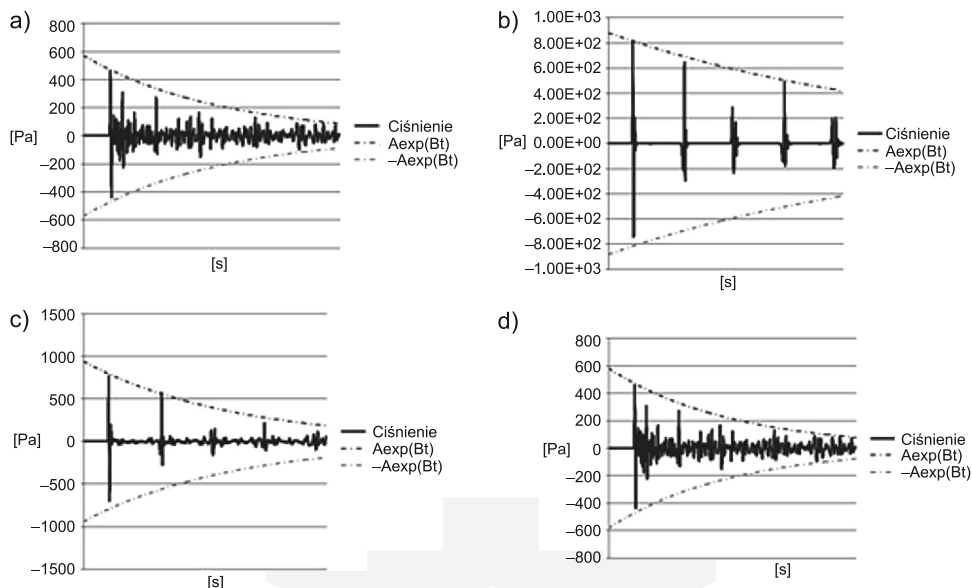 a)
800
600
400
200
0
–200
–400
–600
–800
[Pa]
[s]
Ciśnienie
Aexp(Bt)
–Aexp(Bt)
b)
1.00E+03
8.00E+02
6.00E+02
4.00E+02
2.00E+02
0.00E+00
–2.00E+02
–4.00E+02
–6.00E+02
–8.00E+02
–1.00E+03
[Pa]
[s]
Ciśnienie
Aexp(Bt)
–Aexp(Bt)
c)
1500
1000
500
0
–500
–1000
–1500
[Pa]
[s]
Ciśnienie
Aexp(Bt)
–Aexp(Bt)
d)
800
600
400
200
0
–200
–400
–600
–800
[Pa]
[s]
Ciśnienie
Aexp(Bt)
–Aexp(Bt)